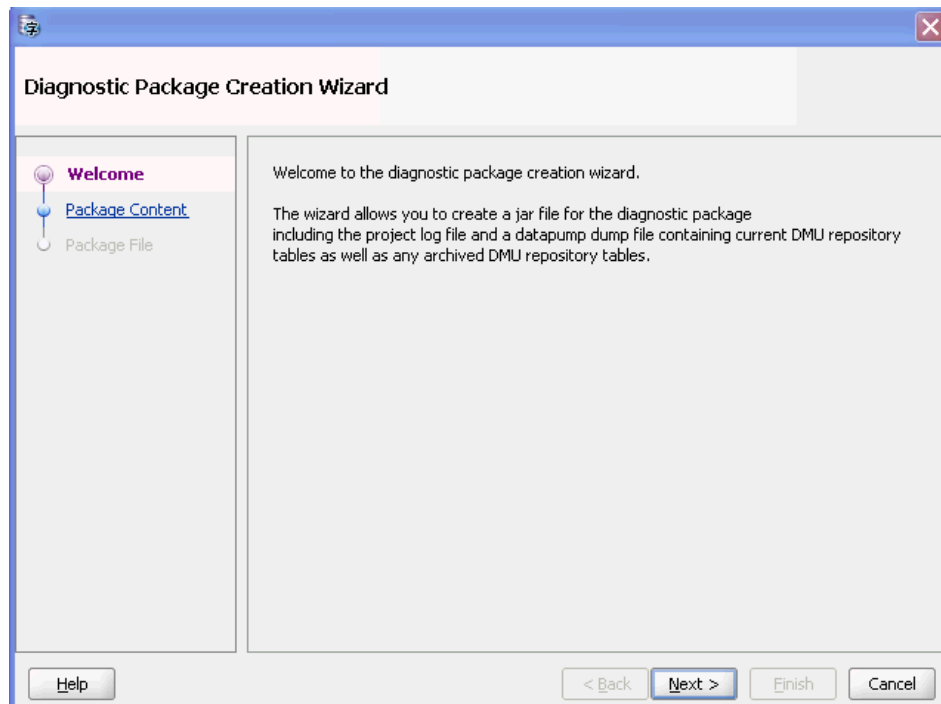 字
Diagnostic Package Creation Wizard
Welcome
Package Content
Package File
Welcome to the diagnostic package creation wizard.
The wizard allows you to create a jar file for the diagnostic package
including the project log file and a datapump dump file containing current DMU repository
tables as well as any archived DMU repository tables.
Help
< Back
Next >
Finish
Cancel